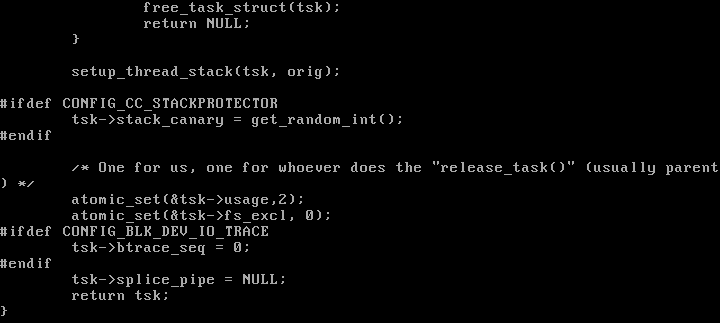 free_task_struct(tsk);
                return NULL;
        }

        setup_thread_stack(tsk, orig);

#ifdef CONFIG_CC_STACKPROTECTOR
        tsk->stack_canary = get_random_int();
#endif

        /* One for us, one for whoever does the "release_task()" (usually parent
) */
        atomic_set(&tsk->usage,2);
        atomic_set(&tsk->fs_excl, 0);
#ifdef CONFIG_BLK_DEV_IO_TRACE
        tsk->btrace_seq = 0;
#endif
        tsk->splice_pipe = NULL;
        return tsk;
}